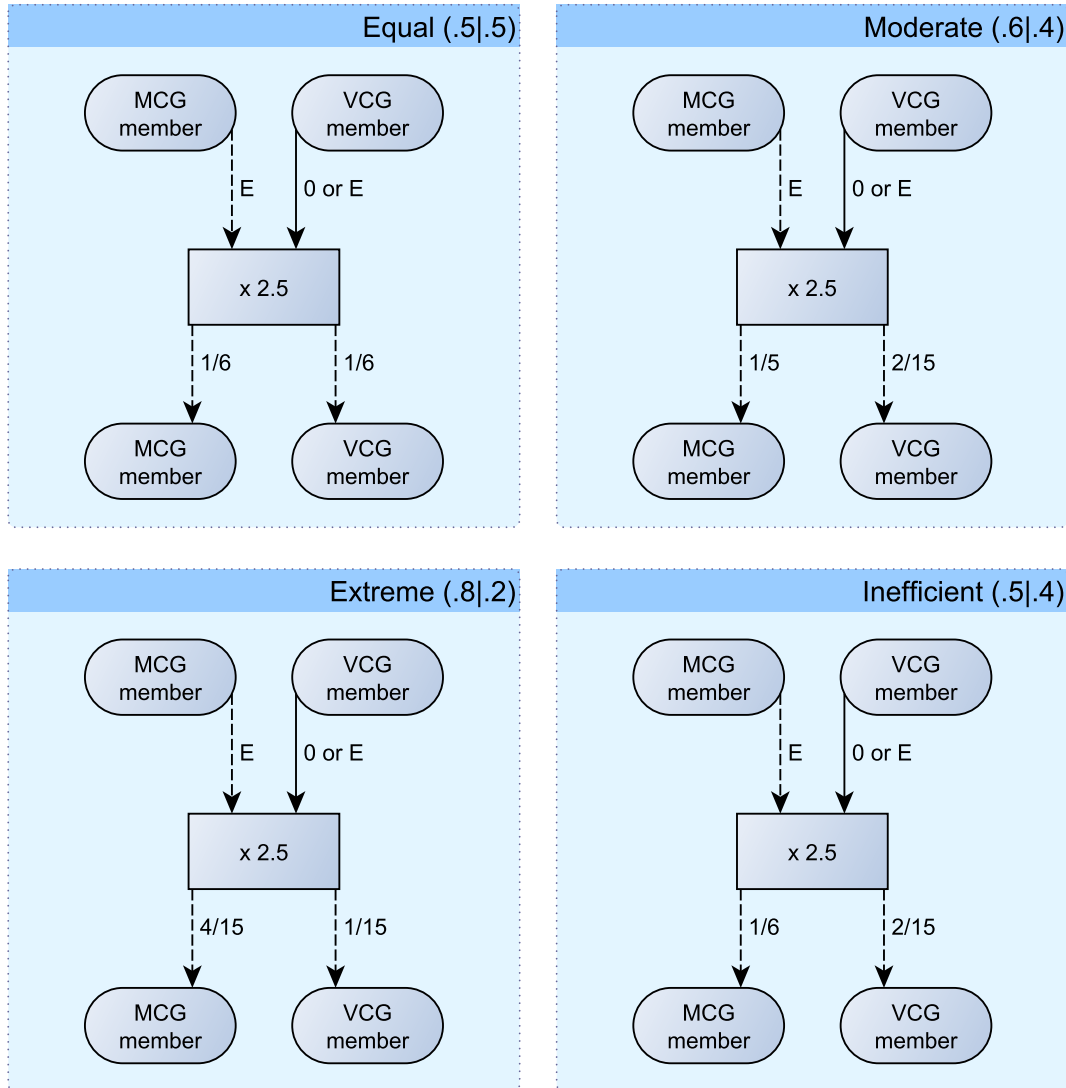 Equal (.5|.5)
MCG
member
VCG
member
E
0 or E
x 2.5
1/6
1/6
MCG
member
VCG
member
Moderate (.6|.4)
MCG
member
VCG
member
E
0 or E
x 2.5
1/5
2/15
MCG
member
VCG
member
Extreme (.8|.2)
MCG
member
VCG
member
E
0 or E
x 2.5
4/15
1/15
MCG
member
VCG
member
Inefficient (.5|.4)
MCG
member
VCG
member
E
0 or E
x 2.5
1/6
2/15
MCG
member
VCG
member